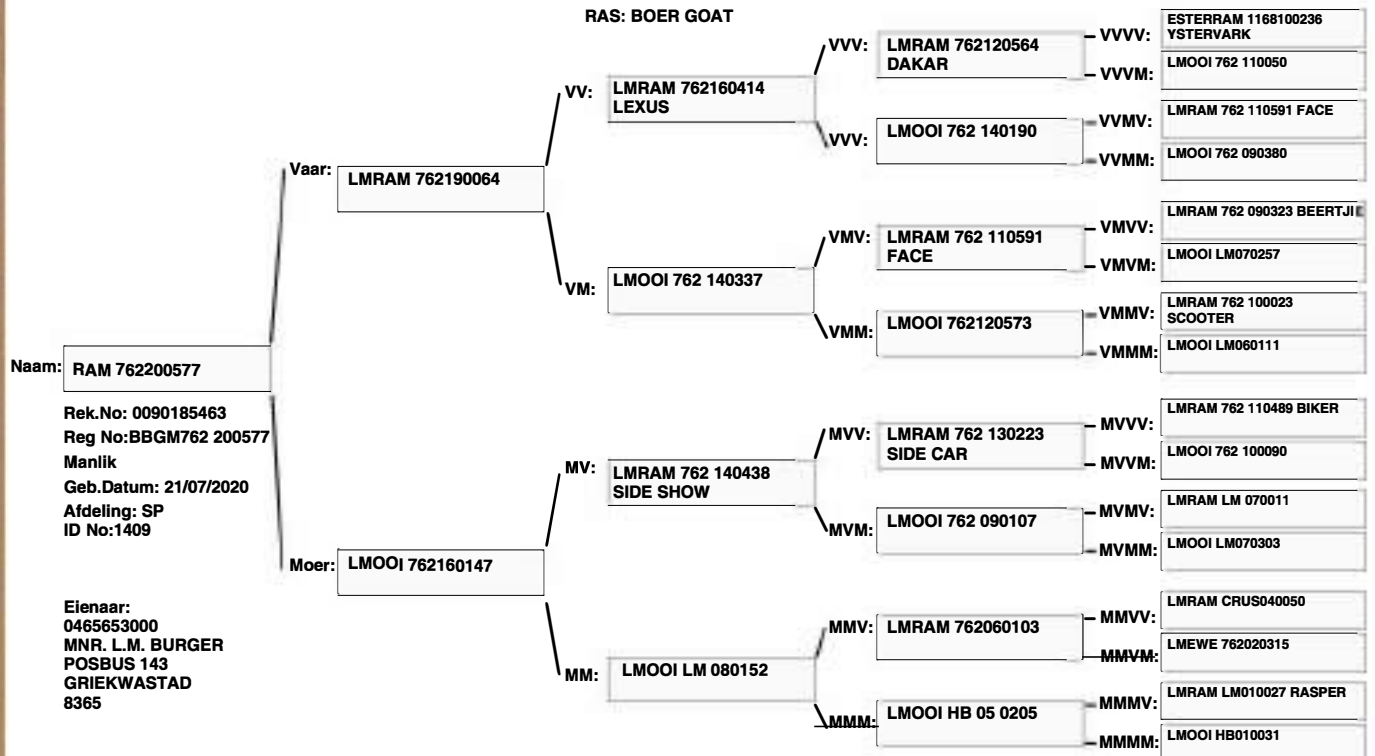 RAS: BOER GOAT
Naam:
RAM 762200577
Rek.No: 0090185463
Reg No:BBGM762 200577
Manlik
Geb.Datum: 21/07/2020
Afdeling: SP
ID No:1409
Eienaar:
0465653000
MNR. L.M. BURGER
POSBUS 143
GRIEKWASTAD
8365
Vaar:
LMRAM 762190064
Moer:
LMOOI 762160147
VV:
LMRAM 762160414
LEXUS
VM:
LMOOI 762 140337
MV:
LMRAM 762 140438
SIDE SHOW
MM:
LMOOI LM 080152
VVV:
LMRAM 762120564
DAKAR
VVV:
LMOOI 762 140190
VMV:
LMRAM 762 110591
FACE
VMM:
LMOOI 762120573
MVV:
LMRAM 762 130223
SIDE CAR
MVM:
LMOOI 762 090107
MMV:
LMRAM 762060103
MMM:
LMOOI HB 05 0205
VVVV:
ESTERRAM 1168100236
YSTERVARK
VVVM:
LMOOI 762 110050
VVMV:
LMRAM 762 110591 FACE
VVMM:
LMOOI 762 090380
VMVV:
LMRAM 762 090323 BEERTJIE
VMVM:
LMOOI LM070257
VMMV:
LMRAM 762 100023
SCOOTER
VMMM:
LMOOI LM060111
MVVV:
LMRAM 762 110489 BIKER
MVVM:
LMOOI 762 100090
MVMV:
LMRAM LM 070011
MVMM:
LMOOI LM070303
MMVV:
LMRAM CRUS040050
MMVM:
LMEWE 762020315
MMMV:
LMRAM LM010027 RASPER
MMMM:
LMOOI HB010031